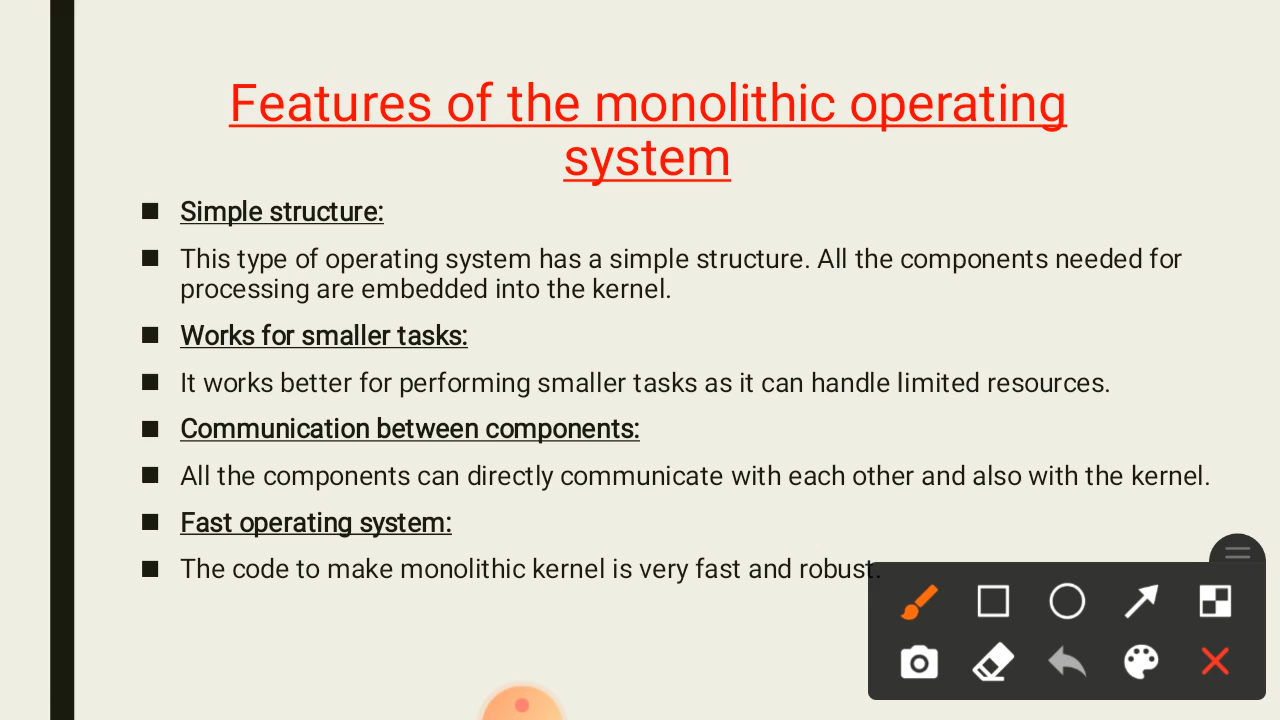 Features of the monolithic operating
system
Simple structure:
This type of operating system has a simple structure. All the components needed for
processing are embedded into the kernel.
Works for smaller tasks:
It works better for performing smaller tasks as it can handle limited resources.
Communication between components:
All the components can directly communicate with each other and also with the kernel.
Fast operating system:
The code to make monolithic kernel is very fast and robust.